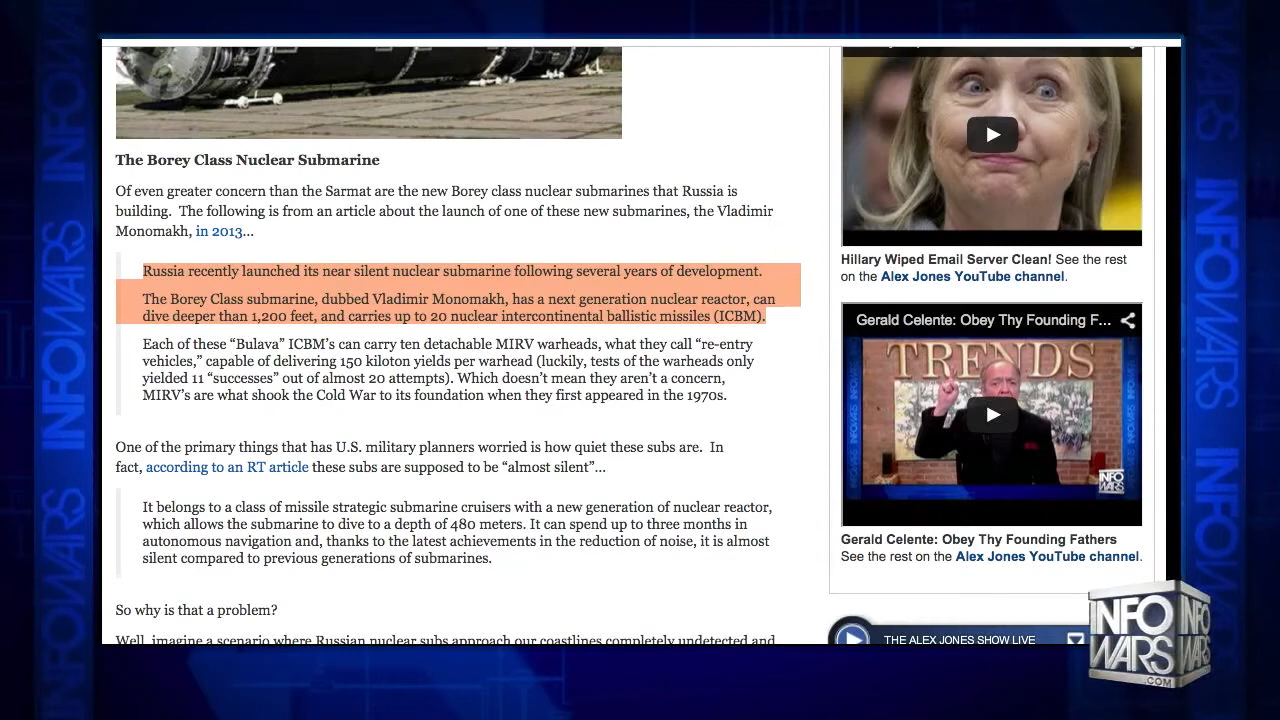 The Borey Class Nuclear Submarine
Of even greater concern than the Sarmat are the new Borey class nuclear submarines that Russia is
building.  The following is from an article about the launch of one of these new submarines, the Vladimir
Monomakh, in 2013…
Russia recently launched its near silent nuclear submarine following several years of development.
The Borey Class submarine, dubbed Vladimir Monomakh, has a next generation nuclear reactor, can
dive deeper than 1,200 feet, and carries up to 20 nuclear intercontinental ballistic missiles (ICBM).
Each of these “Bulava” ICBM’s can carry ten detachable MIRV warheads, what they call “re-entry
vehicles,” capable of delivering 150 kiloton yields per warhead (luckily, tests of the warheads only
yielded 11 “successes” out of almost 20 attempts). Which doesn’t mean they aren’t a concern,
MIRV’s are what shook the Cold War to its foundation when they first appeared in the 1970s.
One of the primary things that has U.S. military planners worried is how quiet these subs are.  In
fact, according to an RT article these subs are supposed to be “almost silent”…
It belongs to a class of missile strategic submarine cruisers with a new generation of nuclear reactor,
which allows the submarine to dive to a depth of 480 meters. It can spend up to three months in
autonomous navigation and, thanks to the latest achievements in the reduction of noise, it is almost
silent compared to previous generations of submarines.
So why is that a problem?
Well, imagine a scenario where Russian nuclear subs approach our coastlines completely undetected and
Hillary Wiped Email Server Clean! See the rest
on the Alex Jones YouTube channel.
Gerald Celente: Obey Thy Founding F...
TRENDS
INFO
WARS
Gerald Celente: Obey Thy Founding Fathers
See the rest on the Alex Jones YouTube channel.
THE ALEX JONES SHOW LIVE
INFO
WARS
.COM
INFO
WARS
INFOWARS
INFOWARS